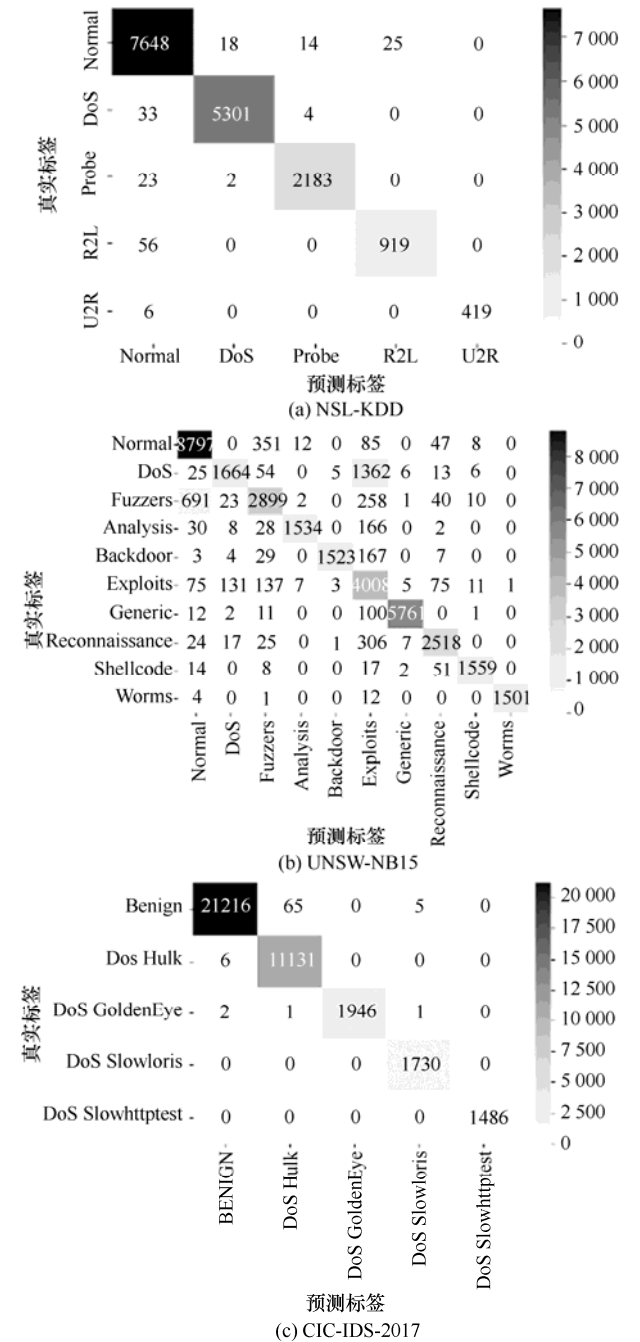 Normal 7648 18 14 25 0
DoS 33 5301 4 0 0
Probe 23 2 2183 0 0
R2L 56 0 0 919 0
U2R 6 0 0 0 419
Normal DoS Probe R2L U2R
真实标签
预测标签
7 000
6 000
5 000
4 000
3 000
2 000
1 000
0
(a) NSL-KDD
Normal 8797 0 351 12 0 85 0 47 8 0
DoS 25 1664 54 0 5 1362 6 13 6 0
Fuzzers 691 23 2899 2 0 258 1 40 10 0
Analysis 30 8 28 1534 0 166 0 2 0 0
Backdoor 3 4 29 0 1523 167 0 7 0 0
Exploits 75 131 137 7 3 4008 5 75 11 1
Generic 12 2 11 0 0 100 5761 0 1 0
Reconnaissance 24 17 25 0 1 306 7 2518 0 0
Shellcode 14 0 8 0 0 17 2 51 1559 0
Worms 4 0 1 0 0 12 0 0 0 1501
Normal DoS Fuzzers Analysis Backdoor Exploits Generic Reconnaissance Shellcode Worms
真实标签
预测标签
8 000
7 000
6 000
5 000
4 000
3 000
2 000
1 000
0
(b) UNSW-NB15
Benign 21216 65 0 5 0
Dos Hulk 6 11131 0 0 0
DoS GoldenEye 2 1 1946 1 0
DoS Slowloris 0 0 0 1730 0
DoS Slowhttptest 0 0 0 0 1486
BENIGN DoS Hulk DoS GoldenEye DoS Slowloris DoS Slowhttptest
真实标签
预测标签
20 000
17 500
15 000
12 500
10 000
7 500
5 000
2 500
0
(c) CIC-IDS-2017